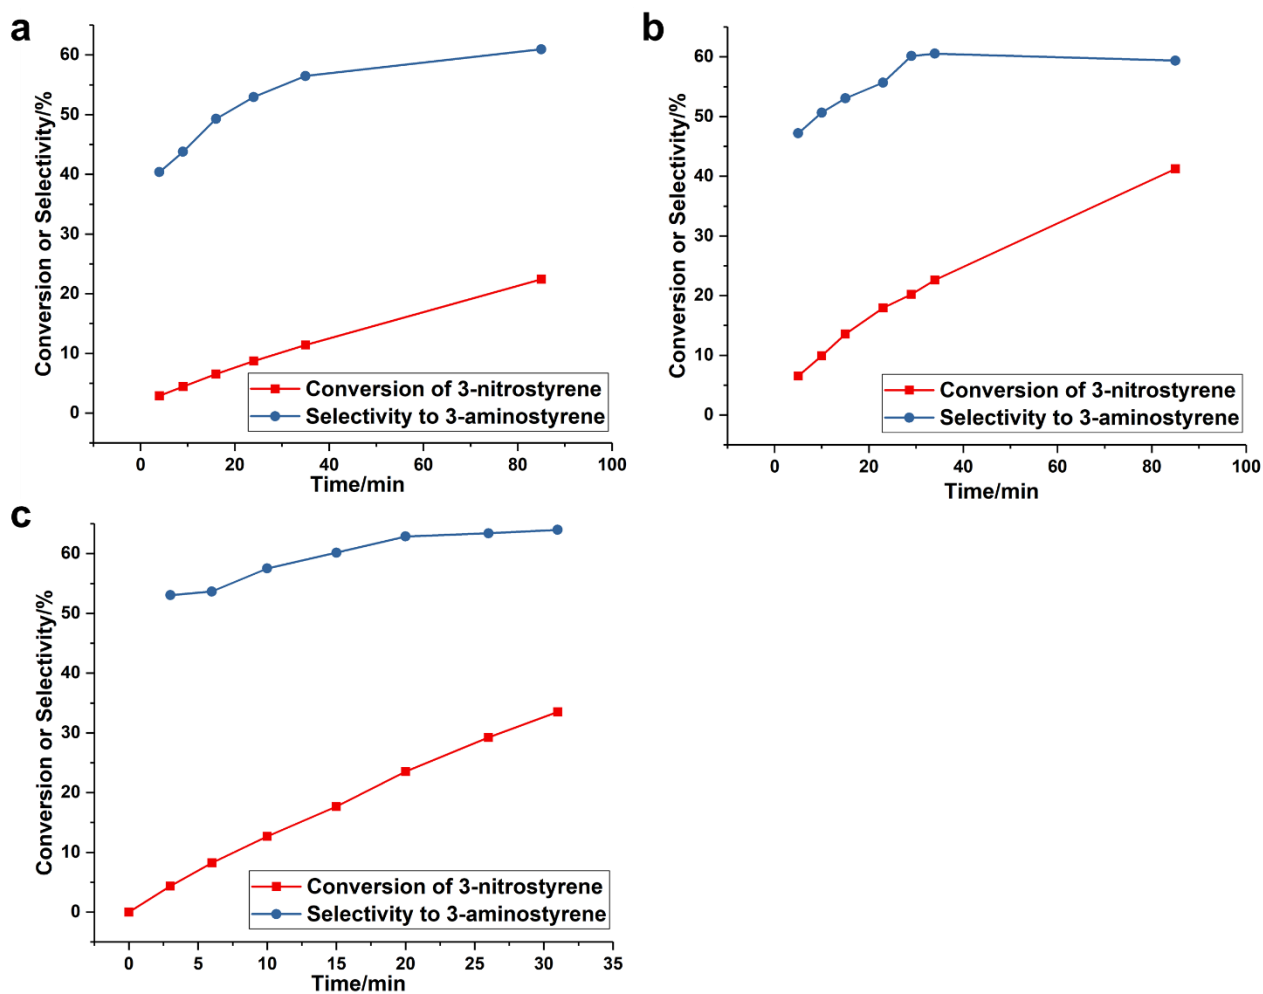 a
Conversion or Selectivity/%
60
50
40
30
20
10
0
Conversion of 3-nitrostyrene
Selectivity to 3-aminostyrene
0 20 40 60 80 100
Time/min
b
Conversion or Selectivity/%
60
50
40
30
20
10
0
Conversion of 3-nitrostyrene
Selectivity to 3-aminostyrene
0 20 40 60 80 100
Time/min
c
Conversion or Selectivity/%
60
50
40
30
20
10
0
Conversion of 3-nitrostyrene
Selectivity to 3-aminostyrene
0 5 10 15 20 25 30 35
Time/min